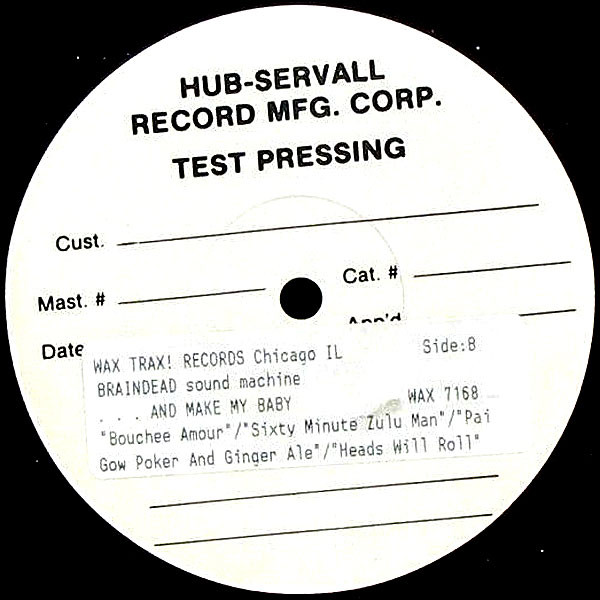 HUB-SERVALL
RECORD MFG. CORP.
TEST PRESSING
Cust.
Cat. #
Mast. #
App'd
Date
WAX TRAX! RECORDS Chicago IL Side:B
BRAINDEAD sound machine
. . . AND MAKE MY BABY WAX 7168
"Bouchee Amour"/"Sixty Minute Zulu Man"/"Pai
Gow Poker And Ginger Ale"/"Heads Will Roll"